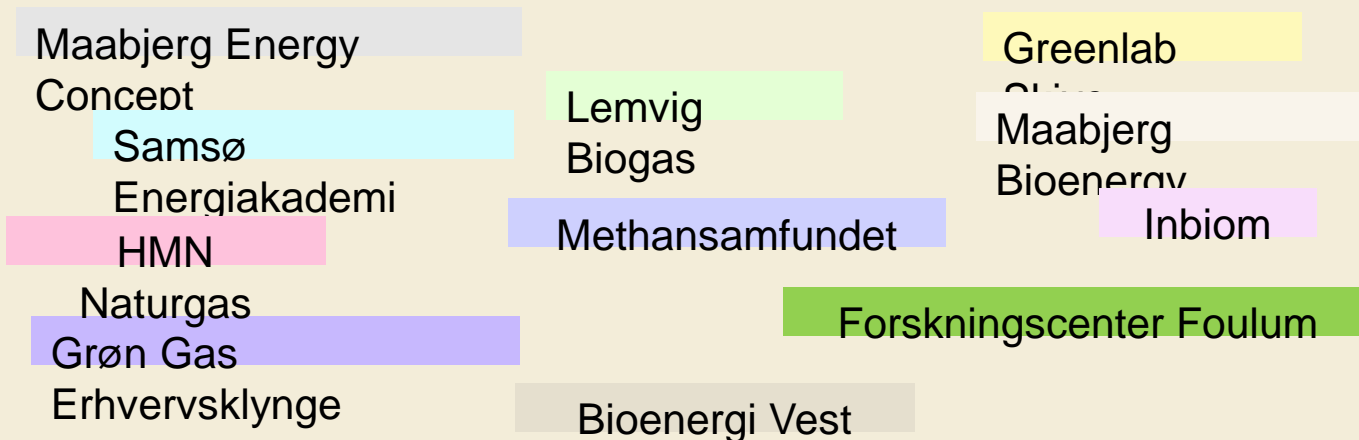 Maabjerg Energy
Concept
Samsø
Energiakademi
HMN
Naturgas
Grøn Gas
Erhvervsklynge
Lemvig
Biogas
Methansamfundet
Bioenergi Vest
Greenlab
Maabjerg
Bioenergy
Inbiom
Forskningscenter Foulum